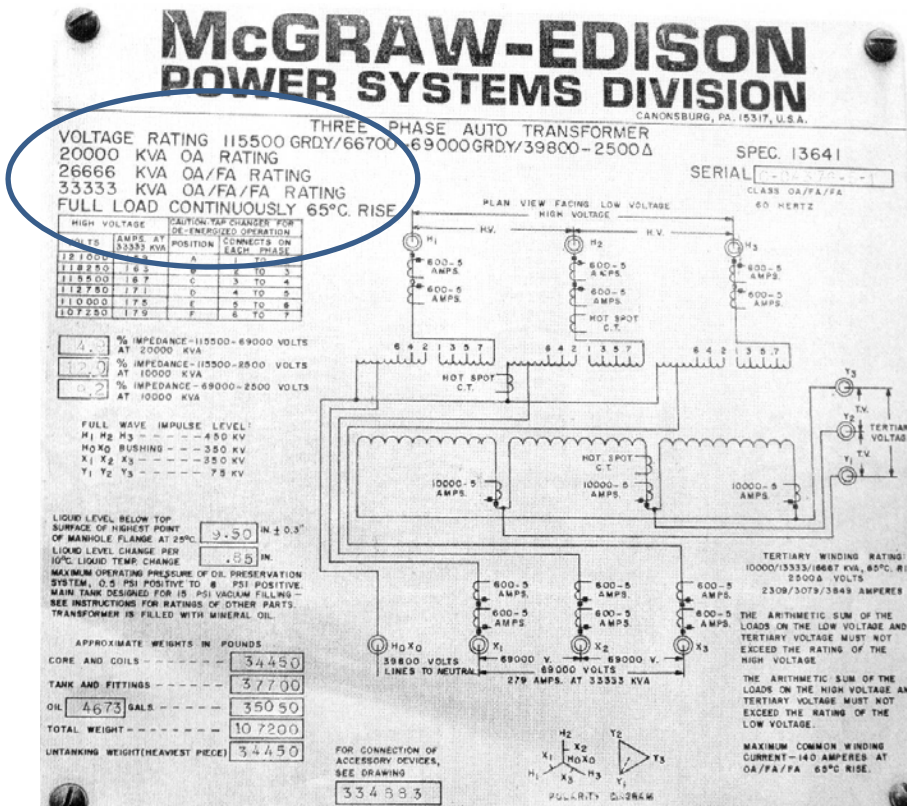 McGRAW-EDISON
POWER SYSTEMS DIVISION
CANONSBURG, PA. 15317, U.S.A.
THREE PHASE AUTO TRANSFORMER
VOLTAGE RATING 115500 GRDY/66700-69000GRDY/39800-2500Δ
20000 KVA OA RATING
26666 KVA OA/FA RATING
33333 KVA OA/FA/FA RATING
FULL LOAD CONTINUOUSLY 65°C. RISE
SPEC. 13641
SERIAL
CLASS OA/FA/FA
60 HERTZ
HIGH VOLTAGE
CAUTION-TAP CHANGER FOR
DE-ENERGIZED OPERATION
VOLTS
AMPS. AT
33333 KVA
POSITION
CONNECTS ON
EACH PHASE
121000 A 1 TO
118250 163 2 TO 3
115500 167 C 3 TO 4
112750 171 D 4 TO 5
110000 175 E 5 TO 6
107250 179 F 6 TO 7
% IMPEDANCE-115500-69000 VOLTS
AT 20000 KVA
12.0 % IMPEDANCE-115500-2500 VOLTS
AT 10000 KVA
9.2 % IMPEDANCE-69000-2500 VOLTS
AT 10000 KVA
FULL WAVE IMPULSE LEVEL:
H1 H2 H3 ------ 450 KV
H0X0 BUSHING ---- 350 KV
X1 X2 X3 ------ 350 KV
Y1 Y2 Y3 ------ 75 KV
LIQUID LEVEL BELOW TOP
SURFACE OF HIGHEST POINT
OF MANHOLE FLANGE AT 25°C. 9.50 IN. ± 0.3"
LIQUID LEVEL CHANGE PER
10°C. LIQUID TEMP. CHANGE .85 IN.
MAXIMUM OPERATING PRESSURE OF OIL PRESERVATION
SYSTEM, 0.5 PSI POSITIVE TO 8 PSI POSITIVE.
MAIN TANK DESIGNED FOR 15 PSI VACUUM FILLING-
SEE INSTRUCTIONS FOR RATINGS OF OTHER PARTS.
TRANSFORMER IS FILLED WITH MINERAL OIL.
APPROXIMATE WEIGHTS IN POUNDS
CORE AND COILS 34450
TANK AND FITTINGS 37700
OIL 4673 GALS. 35050
TOTAL WEIGHT 107200
UNTANKING WEIGHT(HEAVIEST PIECE) 34450
PLAN VIEW FACING LOW VOLTAGE
HIGH VOLTAGE
H.V. H.V.
H1 H2 H3
600-5
AMPS.
600-5
AMPS.
600-5
AMPS.
600-5
AMPS.
600-5
AMPS.
600-5
AMPS.
HOT SPOT
C.T.
6 4 2 1 3 5 7
6 4 2 1 3 5 7
6 4 2 1 3 5 7
HOT SPOT
C.T.
Y3
T.V.
Y2
TERTIARY
VOLTAGE
T.V.
Y1
HOT SPOT
C.T.
10000-5
AMPS.
10000-5
AMPS.
10000-5
AMPS.
600-5
AMPS.
600-5
AMPS.
600-5
AMPS.
600-5
AMPS.
600-5
AMPS.
600-5
AMPS.
H0X0 X1 X2 X3
39800 VOLTS
LINES TO NEUTRAL
69000 V. 69000 V.
69000 VOLTS
279 AMPS. AT 33333 KVA
TERTIARY WINDING RATING:
10000/13333/16667 KVA, 65°C. RI
2500Δ VOLTS
2309/3079/3849 AMPERES
THE ARITHMETIC SUM OF THE
LOADS ON THE LOW VOLTAGE AND
TERTIARY VOLTAGE MUST NOT
EXCEED THE RATING OF THE
HIGH VOLTAGE
THE ARITHMETIC SUM OF THE
LOADS ON THE HIGH VOLTAGE AN
TERTIARY VOLTAGE MUST NOT
EXCEED THE RATING OF THE
LOW VOLTAGE.
MAXIMUM COMMON WINDING
CURRENT-140 AMPERES AT
OA/FA/FA 65°C RISE.
FOR CONNECTION OF
ACCESSORY DEVICES,
SEE DRAWING
334883
H2
X2
X1 H0X0
H1 X3 H3
Y2
Y3
Y1
POLARITY DIAGRAM